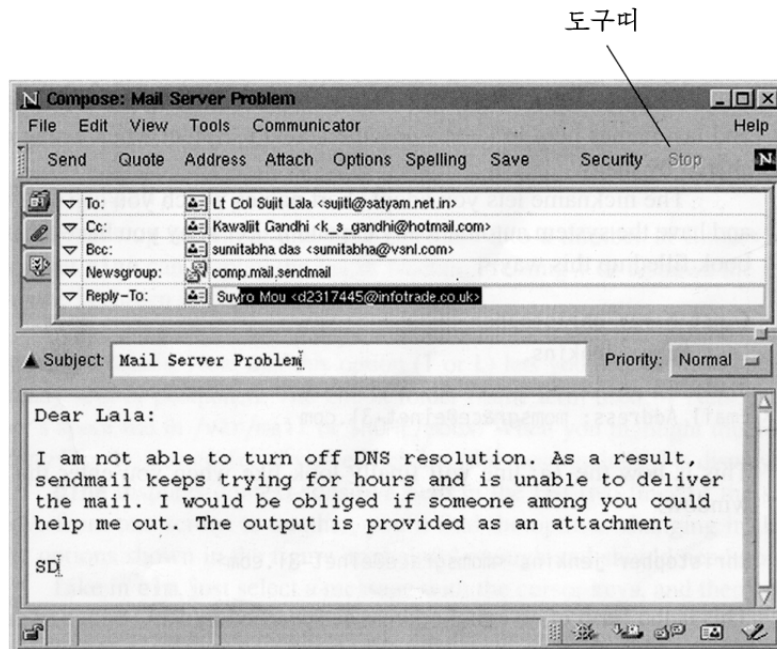 도구띠
N Compose: Mail Server Problem
File Edit View Tools Communicator Help
Send Quote Address Attach Options Spelling Save Security Stop N
To: Lt Col Sujit Lala <sujitl@satyam.net.in>
Cc: Kawaljit Gandhi <k_s_gandhi@hotmail.com>
Bcc: sumitabha das <sumitabha@vsnl.com>
Newsgroup: comp.mail.sendmail
Reply-To: Suvro Mou <d2317445@infotrade.co.uk>
Subject: Mail Server Problem Priority: Normal
Dear Lala:
I am not able to turn off DNS resolution. As a result,
sendmail keeps trying for hours and is unable to deliver
the mail. I would be obliged if someone among you could
help me out. The output is provided as an attachment.
SD